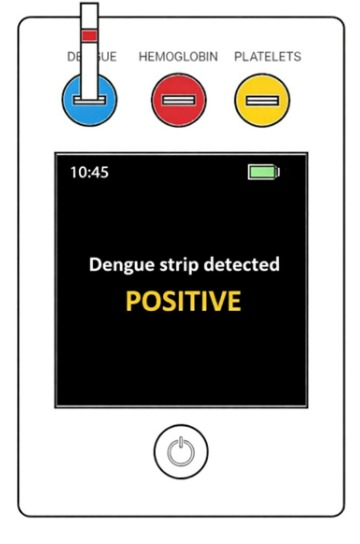 HEMOGLOBIN PLATELETS
10:45
Dengue strip detected
POSITIVE